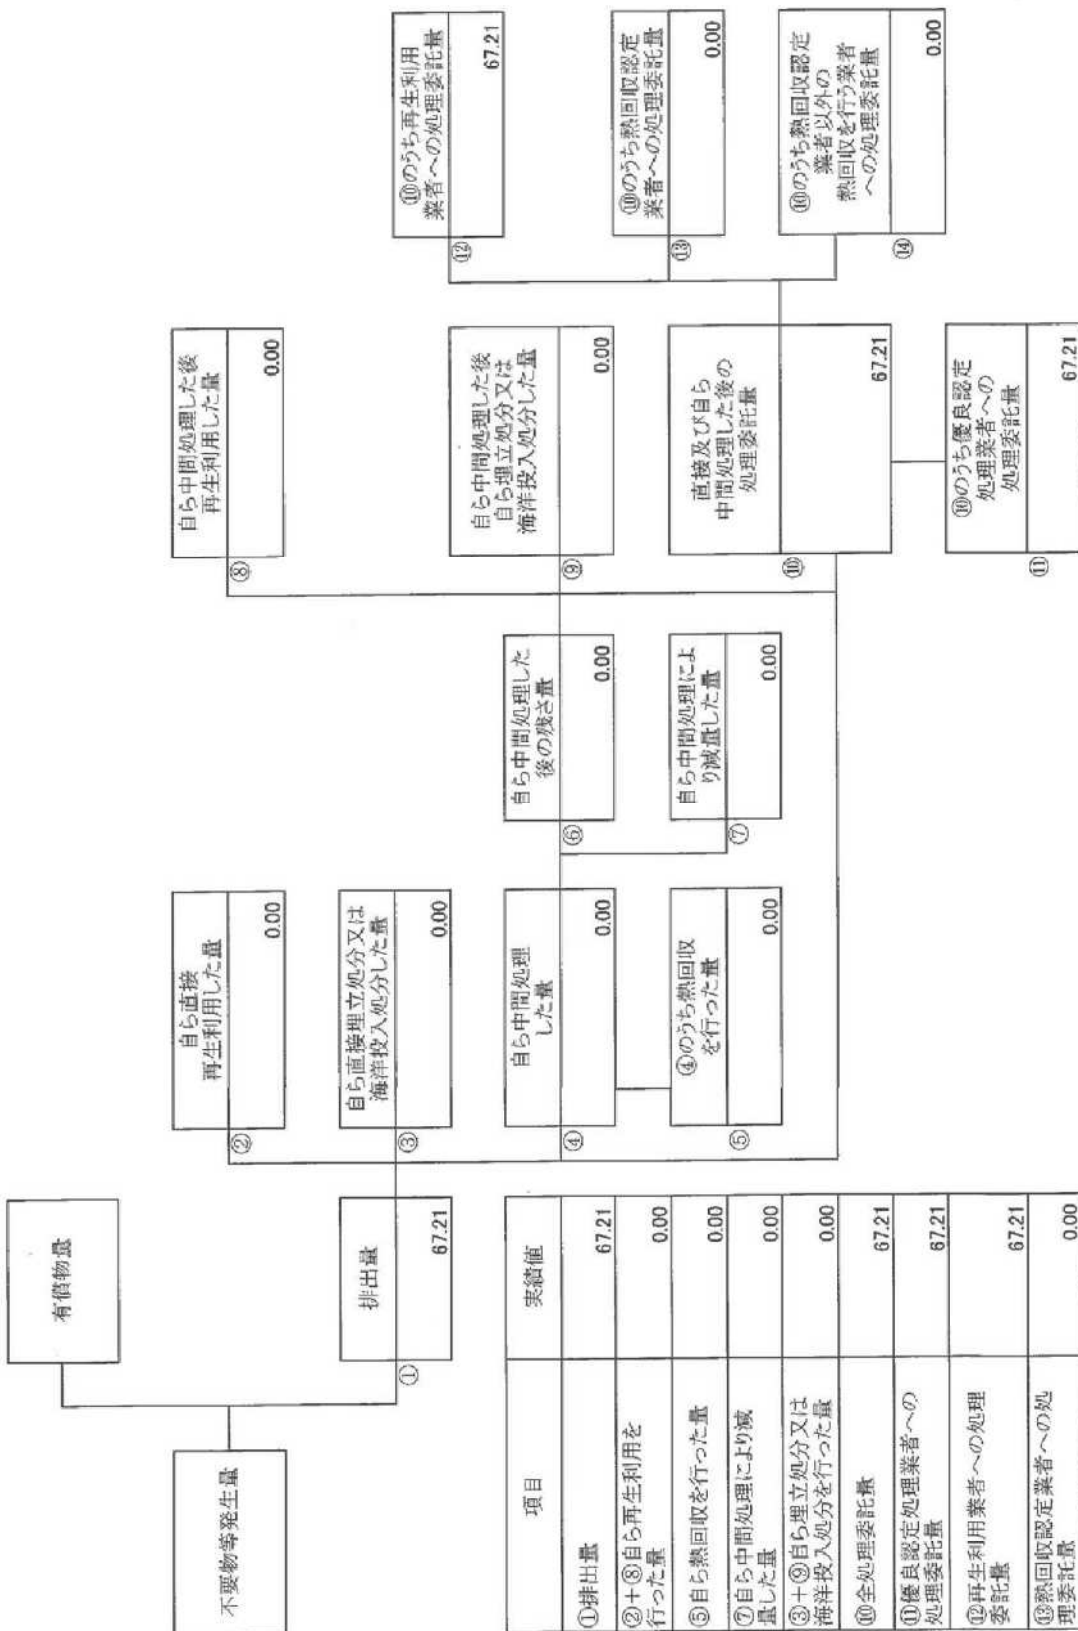 有償物量
不要物等発生量
排出量
①
67.21
自ら直接
再生利用した量
②
0.00
自ら直接埋立処分又は
海洋投入処分した量
③
0.00
自ら中間処理
した量
④
0.00
④のうち熱回収
を行った量
⑤
0.00
自ら中間処理した
後の残さ量
⑥
0.00
自ら中間処理によ
り減量した量
⑦
0.00
自ら中間処理した後
再生利用した量
⑧
0.00
自ら中間処理した後
自ら埋立処分又は
海洋投入処分した量
⑨
0.00
直接及び自ら
中間処理した後の
処理委託量
⑩
67.21
⑩のうち優良認定
処理業者への
処理委託量
⑪
67.21
⑩のうち再生利用
業者への処理委託量
⑫
67.21
⑩のうち熱回収認定
業者への処理委託量
⑬
0.00
⑩のうち熱回収認定
業者以外の
熱回収を行う業者
への処理委託量
⑭
0.00
項目 実績値
①排出量 67.21
②+⑧自ら再生利用を
行った量 0.00
⑤自ら熱回収を行った量 0.00
⑦自ら中間処理により減
量した量 0.00
③+⑨自ら埋立処分又は
海洋投入処分を行った量 0.00
⑩全処理委託量 67.21
⑪優良認定処理業者への
処理委託量 67.21
⑫再生利用業者への処理
委託量 67.21
⑬熱回収認定業者への処
理委託量 0.00